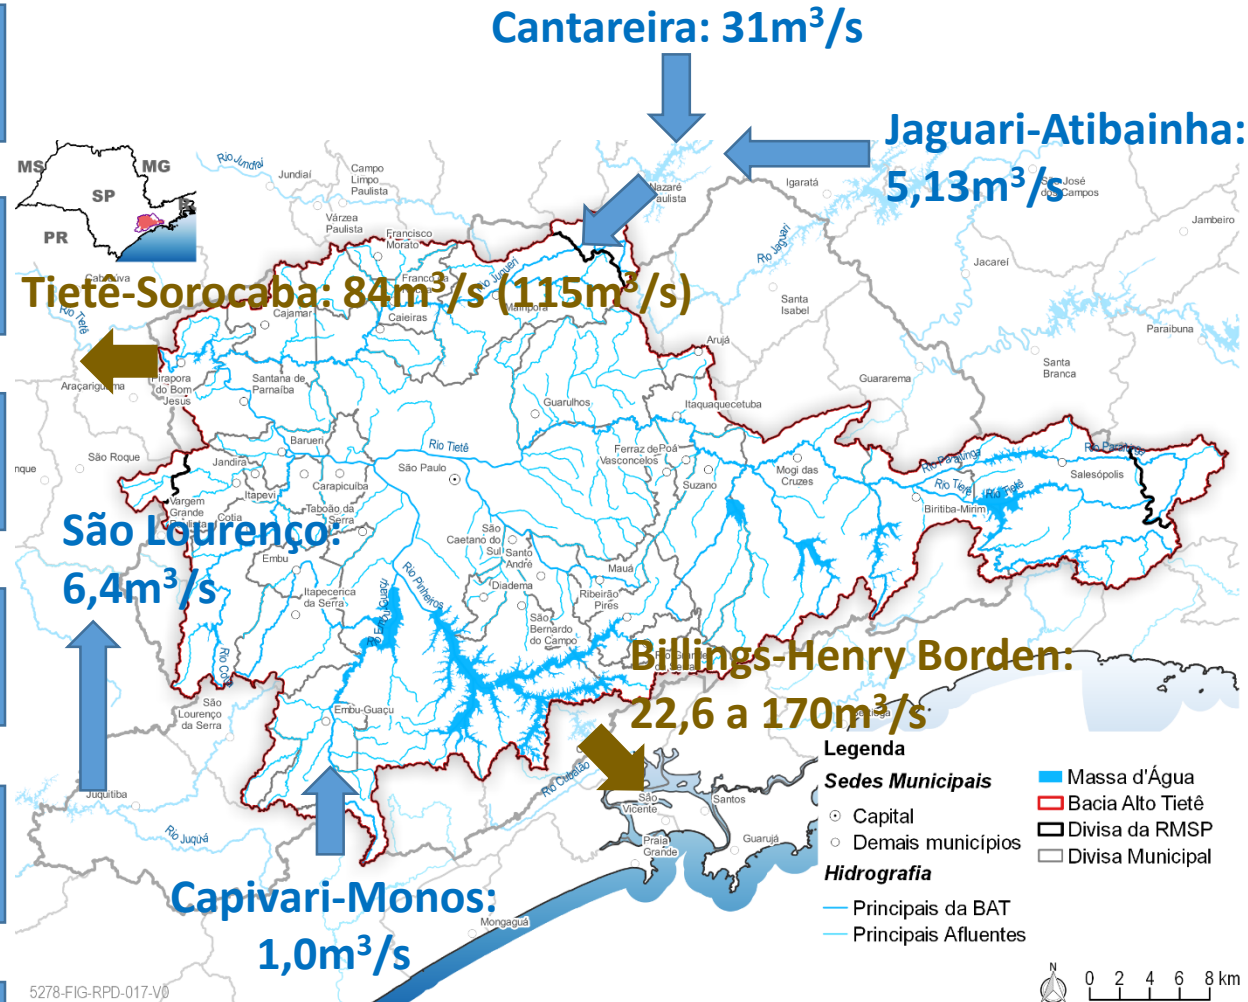 Cantareira: 31m³/s
Jaguari-Atibainha:
5,13m³/s
MS
MG
SP
PR
Rio Jundiaí
Jundiaí
Campo
Limpo
Paulista
Várzea
Paulista
Francisco
Morato
Nazaré
Paulista
Igaratá
São José
dos Campos
Jambeiro
Rio Jaguari
Jacareí
Rio Juqueri
Tietê-Sorocaba: 84m³/s (115m³/s)
Rio
Tietê
Cajamar
Caieiras
Mairiporã
Santa
Isabel
Paraibuna
Arujá
Santa
Branca
Guararema
Araçariguama
Pirapora
do Bom
Jesus
Santana de
Parnaíba
Guarulhos
Itaquaquecetuba
Barueri
Rio Tietê
São Paulo
Ferraz de
Vasconcelos
Poá
Suzano
Mogi das
Cruzes
Rio Paraitinga
Rio Paraitinga
Salesópolis
Rio Tietê
Rio Tietê
Biritiba-Mirim
São Roque
nque
Jandira
Itapevi
Carapicuíba
Vargem
Grande
Paulista
Cotia
Taboão da
Serra
São Lourenço:
6,4m³/s
Embu
Itapecerica
da Serra
São
Caetano do
Sul
Santo
André
Diadema
Mauá
Ribeirão
Pires
São
Bernardo
do Campo
Rio Embu-Guaçu
Rio Pinheiros
Rio Cotia
Billings-Henry Borden:
22,6 a 170m³/s
São
Lourenço
da Serra
Embu-Guaçu
Juquitiba
Rio Juquiá
Rio Cubatão
São
Vicente
Santos
Praia
Grande
Guarujá
Mongaguá
Capivari-Monos:
1,0m³/s
Legenda
Sedes Municipais
Capital
Demais municípios
Hidrografia
Principais da BAT
Principais Afluentes
Massa d'Água
Bacia Alto Tietê
Divisa da RMSP
Divisa Municipal
N
0 2 4 6 8 km
5278-FIG-RPD-017-V0